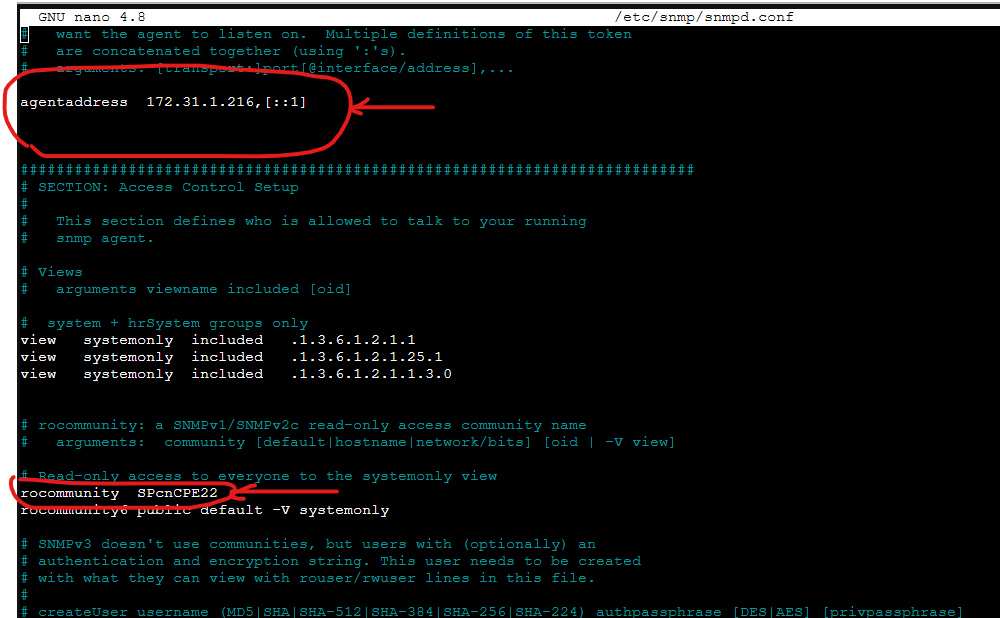 GNU nano 4.8 /etc/snmp/snmpd.conf
# want the agent to listen on. Multiple definitions of this token
# are concatenated together (using ':'s).
# arguments: [transport:]port[@interface/address],...
agentaddress 172.31.1.216,[::1]
###########################################################################
# SECTION: Access Control Setup
#
# This section defines who is allowed to talk to your running
# snmp agent.
# Views
# arguments viewname included [oid]
# system + hrSystem groups only
view systemonly included .1.3.6.1.2.1.1
view systemonly included .1.3.6.1.2.1.25.1
view systemonly included .1.3.6.1.2.1.1.3.0
# rocommunity: a SNMPv1/SNMPv2c read-only access community name
# arguments: community [default|hostname|network/bits] [oid | -V view]
# Read-only access to everyone to the systemonly view
rocommunity SPcnCPE22
rocommunity6 public default -V systemonly
# SNMPv3 doesn't use communities, but users with (optionally) an
# authentication and encryption string. This user needs to be created
# with what they can view with rouser/rwuser lines in this file.
#
# createUser username (MD5|SHA|SHA-512|SHA-384|SHA-256|SHA-224) authpassphrase [DES|AES] [privpassphrase]